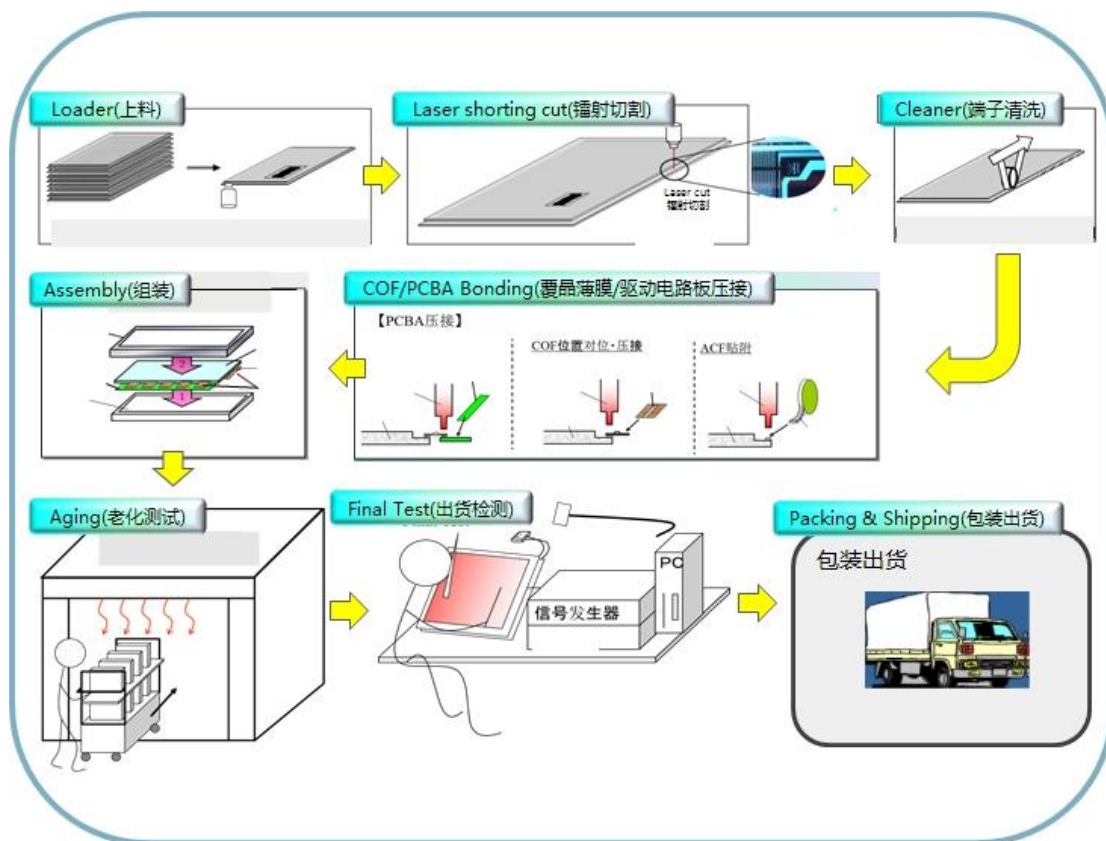 Loader(上料)
Laser shorting cut(镭射切割)
Laser cut
镭射切割
Cleaner(端子清洗)
COF/PCBA Bonding(覆晶薄膜/驱动电路板压接)
【PCBA压接】
COF位置对位・压接
ACF贴附
Assembly(组装)
2
1
Aging(老化测试)
Final Test(出货检测)
信号发生器
PC
Packing & Shipping(包装出货)
包装出货